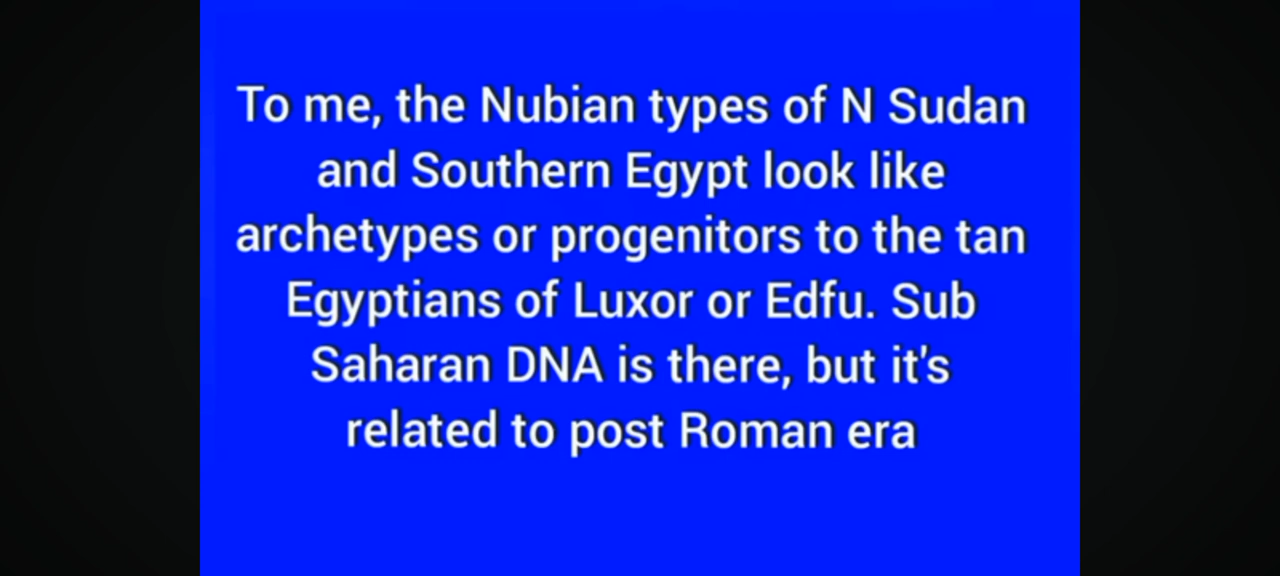 To me, the Nubian types of N Sudan
and Southern Egypt look like
archetypes or progenitors to the tan
Egyptians of Luxor or Edfu. Sub
Saharan DNA is there, but it's
related to post Roman era